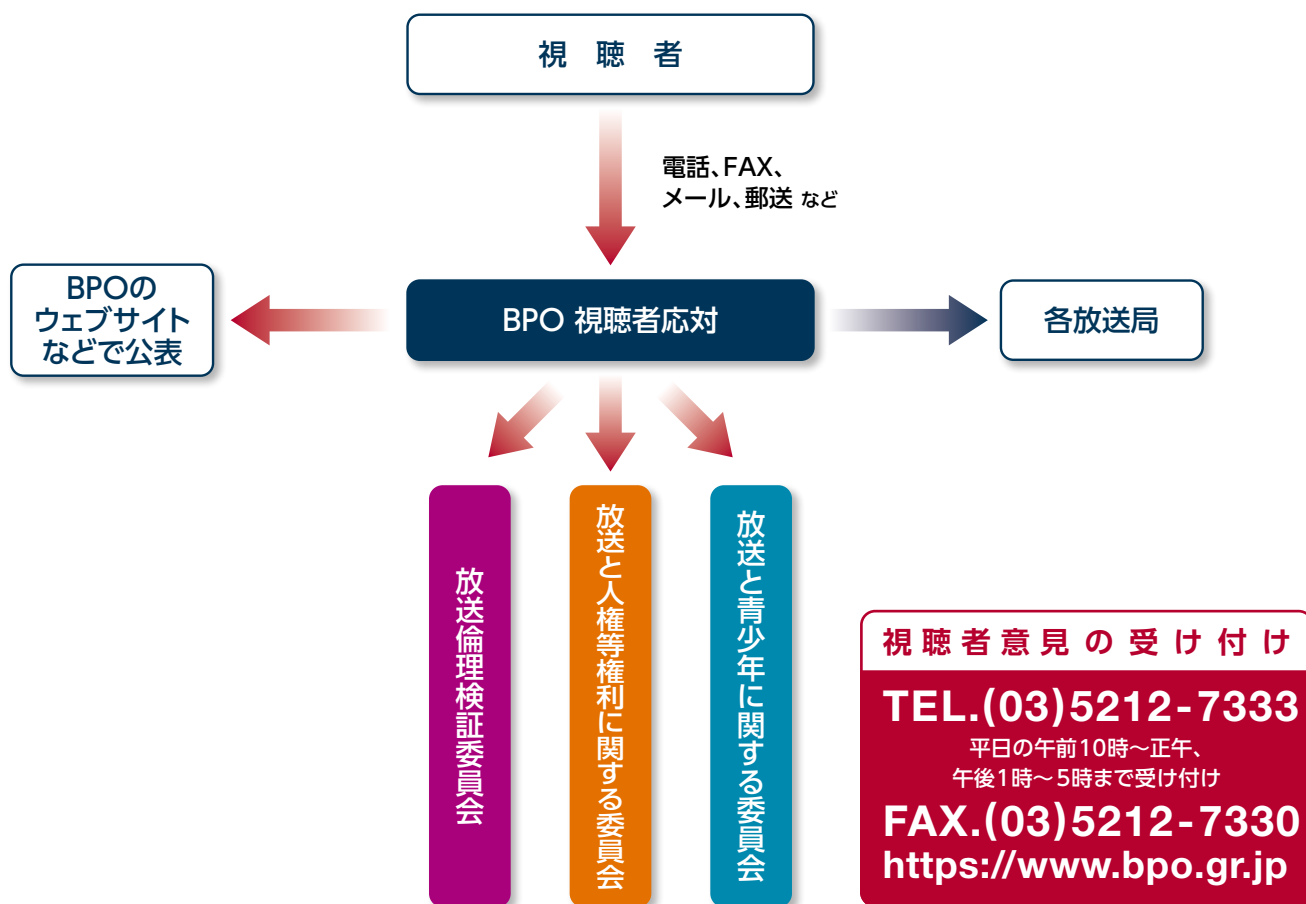 視聴者
電話、FAX、
メール、郵送 など
BPOの
ウェブサイト
などで公表
BPO 視聴者応対
各放送局
放送倫理検証委員会
放送と人権等権利に関する委員会
放送と青少年に関する委員会
視聴者意見の受け付け
TEL.(03)5212-7333
平日の午前10時～正午、
午後1時～5時まで受け付け
FAX.(03)5212-7330
https://www.bpo.gr.jp